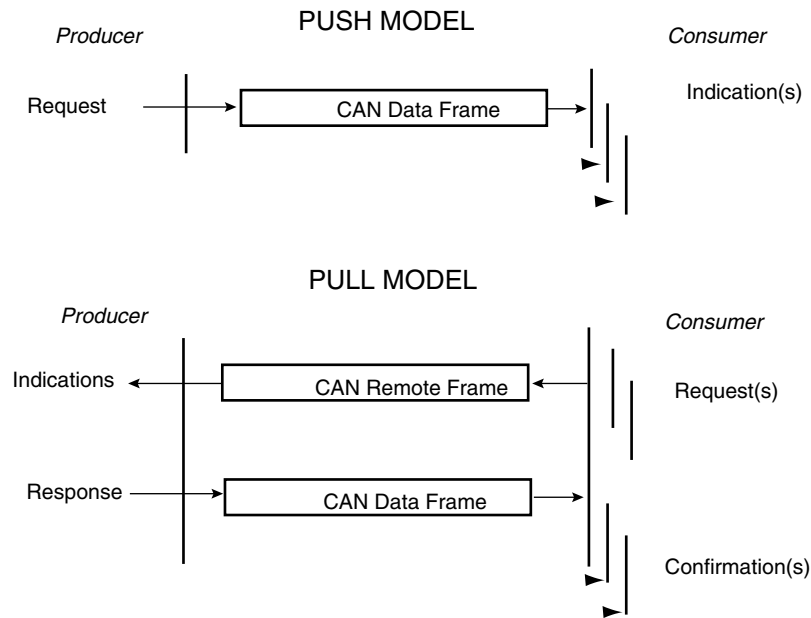 PUSH MODEL
Producer
Consumer
Request
CAN Data Frame
Indication(s)
PULL MODEL
Producer
Consumer
Indications
CAN Remote Frame
Request(s)
Response
CAN Data Frame
Confirmation(s)